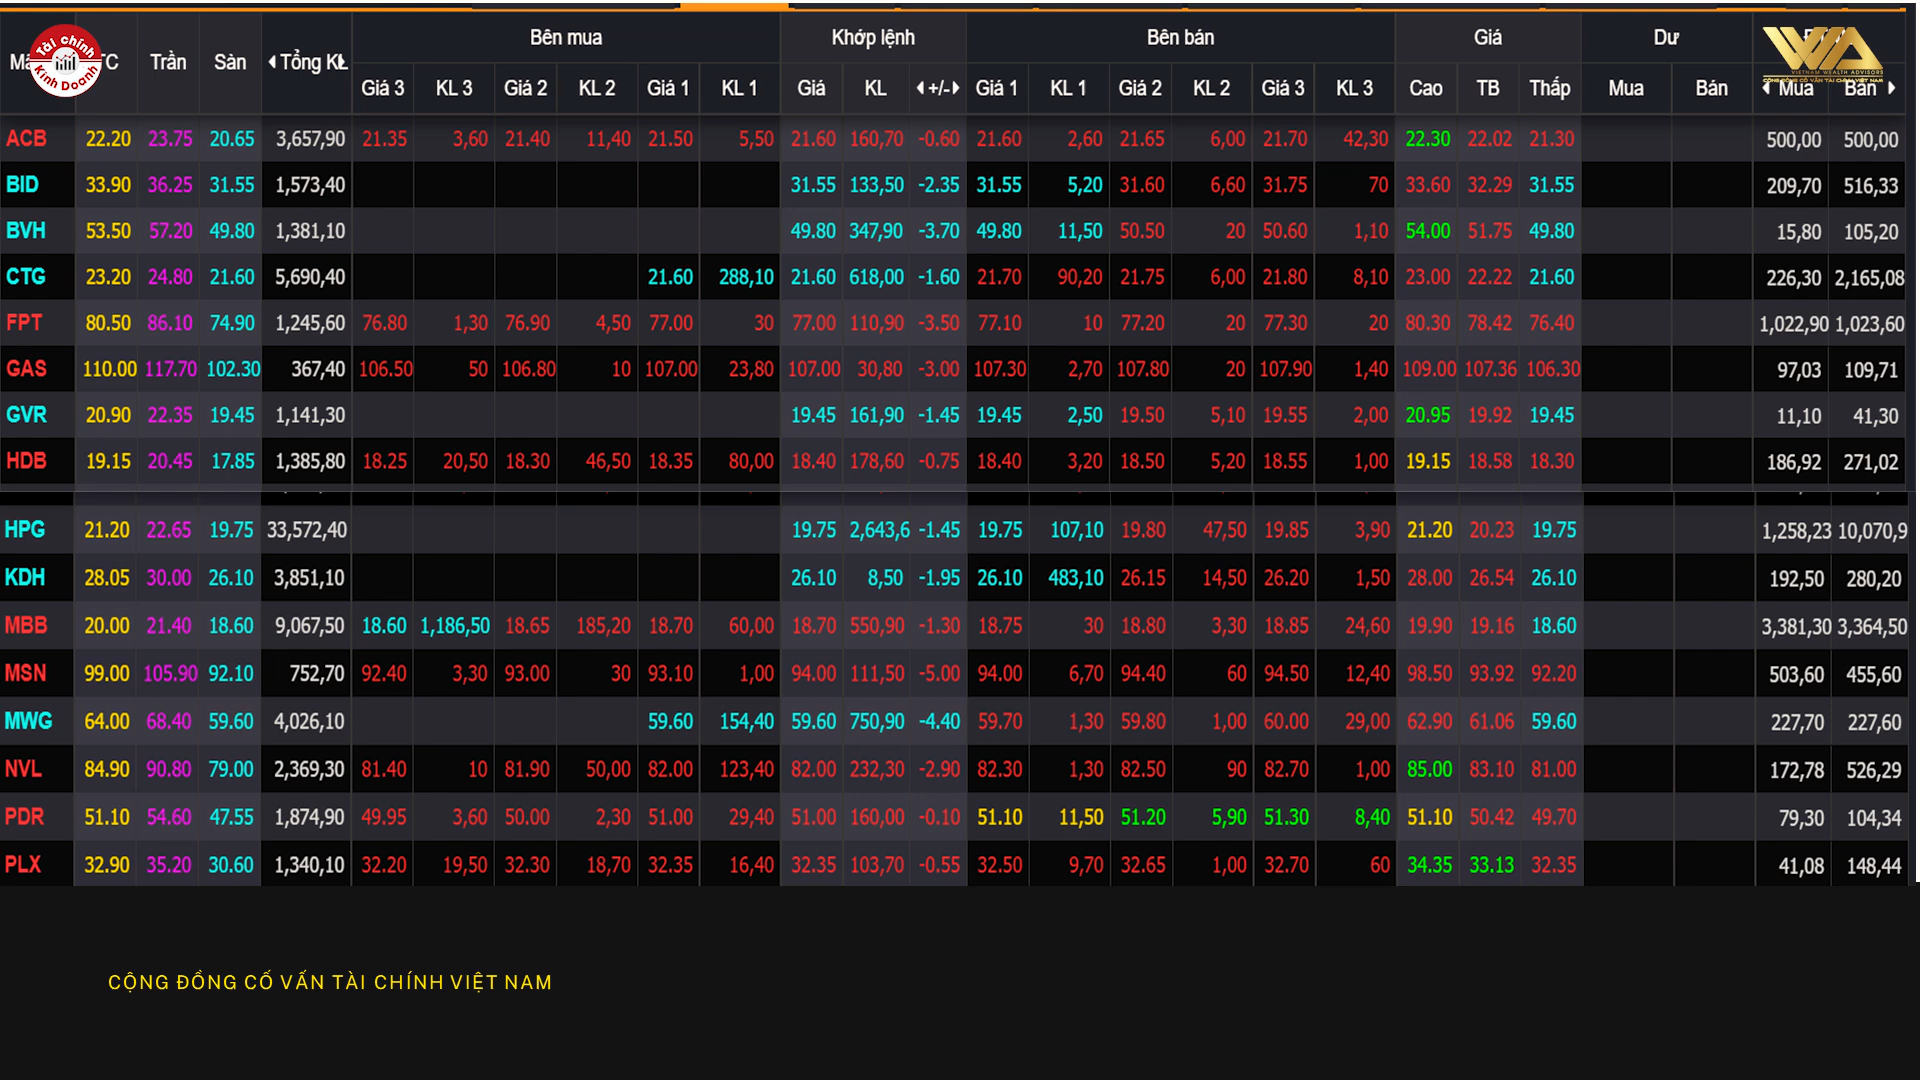 Tài chính
Kinh Doanh
TC Trần Sàn Tổng KL Bên mua Khớp lệnh Bên bán Giá Dư
VIETNAM WEALTH ADVISORS
CỘNG ĐỒNG CỐ VẤN TÀI CHÍNH VIỆT NAM
Giá 3 KL 3 Giá 2 KL 2 Giá 1 KL 1 Giá KL +/- Giá 1 KL 1 Giá 2 KL 2 Giá 3 KL 3 Cao TB Thấp Mua Bán Mua Bán
ACB 22.20 23.75 20.65 3,657,90 21.35 3,60 21.40 11,40 21.50 5,50 21.60 160,70 -0.60 21.60 2,60 21.65 6,00 21.70 42,30 22.30 22.02 21.30 500,00 500,00
BID 33.90 36.25 31.55 1,573,40 31.55 133,50 -2.35 31.55 5,20 31.60 6,60 31.75 70 33.60 32.29 31.55 209,70 516,33
BVH 53.50 57.20 49.80 1,381,10 49.80 347,90 -3.70 49.80 11,50 50.50 20 50.60 1,10 54.00 51.75 49.80 15,80 105,20
CTG 23.20 24.80 21.60 5,690,40 21.60 288,10 21.60 618,00 -1.60 21.70 90,20 21.75 6,00 21.80 8,10 23.00 22.22 21.60 226,30 2,165,08
FPT 80.50 86.10 74.90 1,245,60 76.80 1,30 76.90 4,50 77.00 30 77.00 110,90 -3.50 77.10 10 77.20 20 77.30 20 80.30 78.42 76.40 1,022,90 1,023,60
GAS 110.00 117.70 102.30 367,40 106.50 50 106.80 10 107.00 23,80 107.00 30,80 -3.00 107.30 2,70 107.80 20 107.90 1,40 109.00 107.36 106.30 97,03 109,71
GVR 20.90 22.35 19.45 1,141,30 19.45 161,90 -1.45 19.45 2,50 19.50 5,10 19.55 2,00 20.95 19.92 19.45 11,10 41,30
HDB 19.15 20.45 17.85 1,385,80 18.25 20,50 18.30 46,50 18.35 80,00 18.40 178,60 -0.75 18.40 3,20 18.50 5,20 18.55 1,00 19.15 18.58 18.30 186,92 271,02
HPG 21.20 22.65 19.75 33,572,40 19.75 2,643,6 -1.45 19.75 107,10 19.80 47,50 19.85 3,90 21.20 20.23 19.75 1,258,23 10,070,9
KDH 28.05 30.00 26.10 3,851,10 26.10 8,50 -1.95 26.10 483,10 26.15 14,50 26.20 1,50 28.00 26.54 26.10 192,50 280,20
MBB 20.00 21.40 18.60 9,067,50 18.60 1,186,50 18.65 185,20 18.70 60,00 18.70 550,90 -1.30 18.75 30 18.80 3,30 18.85 24,60 19.90 19.16 18.60 3,381,30 3,364,50
MSN 99.00 105.90 92.10 752,70 92.40 3,30 93.00 30 93.10 1,00 94.00 111,50 -5.00 94.00 6,70 94.40 60 94.50 12,40 98.50 93.92 92.20 503,60 455,60
MWG 64.00 68.40 59.60 4,026,10 59.60 154,40 59.60 750,90 -4.40 59.70 1,30 59.80 1,00 60.00 29,00 62.90 61.06 59.60 227,70 227,60
NVL 84.90 90.80 79.00 2,369,30 81.40 10 81.90 50,00 82.00 123,40 82.00 232,30 -2.90 82.30 1,30 82.50 90 82.70 1,00 85.00 83.10 81.00 172,78 526,29
PDR 51.10 54.60 47.55 1,874,90 49.95 3,60 50.00 2,30 51.00 29,40 51.00 160,00 -0.10 51.10 11,50 51.20 5,90 51.30 8,40 51.10 50.42 49.70 79,30 104,34
PLX 32.90 35.20 30.60 1,340,10 32.20 19,50 32.30 18,70 32.35 16,40 32.35 103,70 -0.55 32.50 9,70 32.65 1,00 32.70 60 34.35 33.13 32.35 41,08 148,44
CỘNG ĐỒNG CỐ VẤN TÀI CHÍNH VIỆT NAM